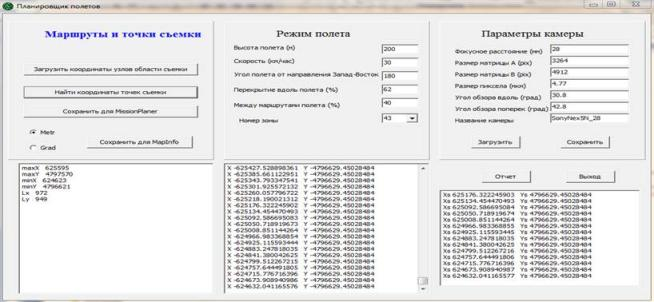 Планировщик полетов
Маршруты и точки съемки
Загрузить координаты узлов области съемки
Найти координаты точек съемки
Сохранить для MissionPlaner
Metr
Grad
Сохранить для MapInfo
Режим полета
Высота полета (м) 200
Скорость (км/час) 30
Угол полета от направления Запад-Восток 180
Перекрытие вдоль полета (%) 62
Между маршрутами полета (%) 40
Номер зоны 43
Параметры камеры
Фокусное расстояние (мм) 28
Размер матрицы A (pix) 3264
Размер матрицы B (pix) 4912
Размер пиксела (мкм) 4.77
Угол обзора вдоль (град) 30.8
Угол обзора поперек (град) 42.8
Название камеры SonyNex5N_28
Загрузить Сохранить
Отчет Выход
maxX 625595
maxY 4797570
minX 624623
minY 4796621
Lx 972
Ly 949
X -625427.528898361 Y -4796629.45028484
X -625385.661122951 Y -4796629.45028484
X -625343.793347541 Y -4796629.45028484
X -625301.925572132 Y -4796629.45028484
X -625260.057796722 Y -4796629.45028484
X -625218.190021312 Y -4796629.45028484
X -625176.322245902 Y -4796629.45028484
X -625134.454470493 Y -4796629.45028484
X -625092.586695083 Y -4796629.45028484
X -625050.718919673 Y -4796629.45028484
X -625008.851144264 Y -4796629.45028484
X -624966.983368854 Y -4796629.45028484
X -624925.115593444 Y -4796629.45028484
X -624883.247818035 Y -4796629.45028484
X -624841.380042625 Y -4796629.45028484
X -624799.512267215 Y -4796629.45028484
X -624757.644491805 Y -4796629.45028484
X -624715.776716396 Y -4796629.45028484
X -624673.908940986 Y -4796629.45028484
X -624632.041165576 Y -4796629.45028484
Xs 625176.322245903 Ys 4796629.45028484
Xs 625134.454470493 Ys 4796629.45028484
Xs 625092.586695084 Ys 4796629.45028484
Xs 625050.718919674 Ys 4796629.45028484
Xs 625008.851144264 Ys 4796629.45028484
Xs 624966.983368855 Ys 4796629.45028484
Xs 624925.115593445 Ys 4796629.45028484
Xs 624883.247818035 Ys 4796629.45028484
Xs 624841.380042625 Ys 4796629.45028484
Xs 624799.512267216 Ys 4796629.45028484
Xs 624757.644491806 Ys 4796629.45028484
Xs 624715.776716396 Ys 4796629.45028484
Xs 624673.908940987 Ys 4796629.45028484
Xs 624632.041165577 Ys 4796629.45028484